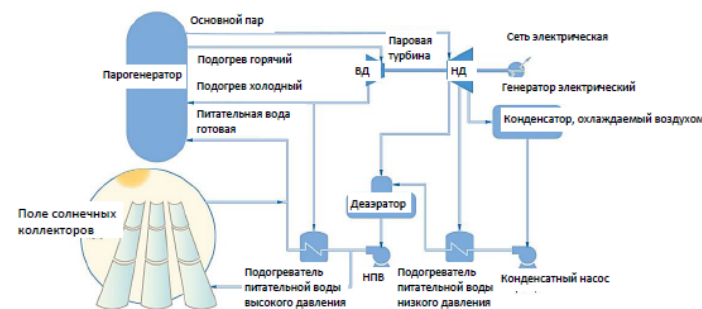 Основной пар
Паровая
турбина
Сеть электрическая
Подогрев горячий
Парогенератор
ВД
НД
Подогрев холодный
Генератор электрический
Питательная вода
готовая
Конденсатор, охлаждаемый воздухом
Деаэратор
Поле солнечных
коллекторов
Подогреватель
питательной воды
высокого давления
НПВ
Подогреватель
питательной воды
низкого давления
Конденсатный насос